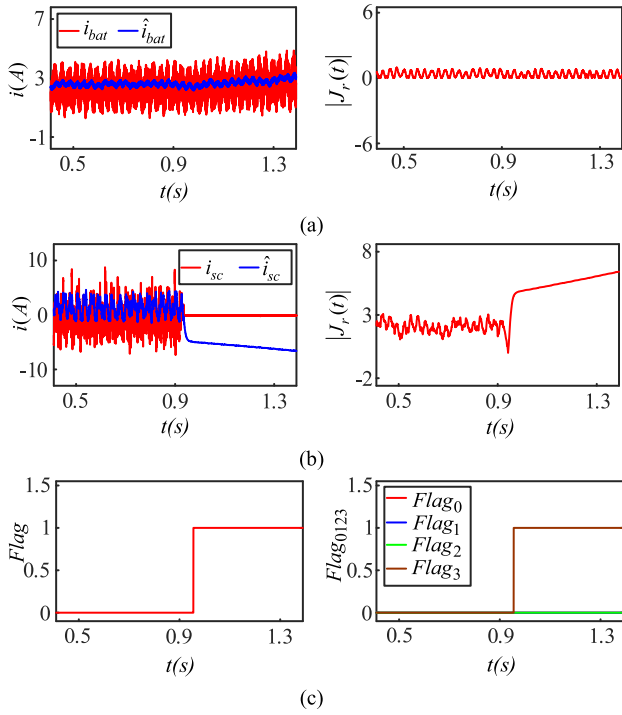 7
3
-1
i(A)
i_bat î_bat
0.5 0.9 1.3
t(s)
6
0
-6
|J_r(t)|
0.5 0.9 1.3
t(s)
(a)
10
0
-10
i(A)
i_sc î_sc
0.5 0.9 1.3
t(s)
8
3
-2
|J_r(t)|
0.5 0.9 1.3
t(s)
(b)
1.5
1
0.5
0
Flag
0.5 0.9 1.3
t(s)
1.5
1
0.5
0
Flag_0123
Flag_0
Flag_1
Flag_2
Flag_3
0.5 0.9 1.3
t(s)
(c)